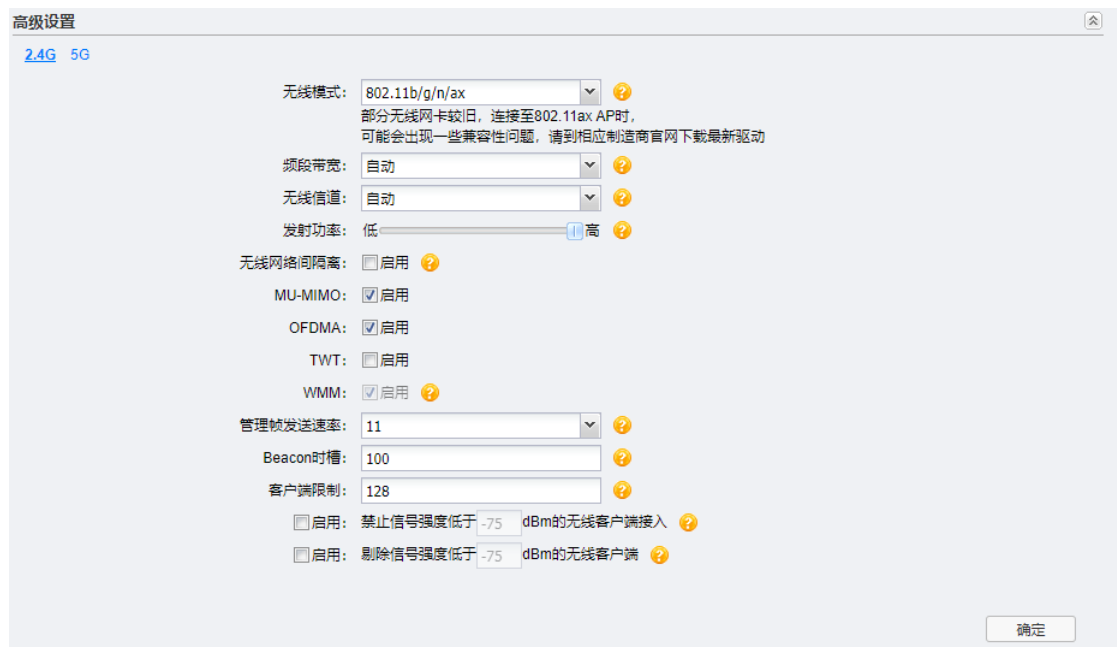 高级设置
2.4G 5G
无线模式： 802.11b/g/n/ax
部分无线网卡较旧，连接至802.11ax AP时，
可能会出现一些兼容性问题，请到相应制造商官网下载最新驱动
频段带宽： 自动
无线信道： 自动
发射功率： 低 高
无线网络间隔离： 启用
MU-MIMO： 启用
OFDMA： 启用
TWT： 启用
WMM： 启用
管理帧发送速率： 11
Beacon时槽： 100
客户端限制： 128
启用： 禁止信号强度低于 -75 dBm的无线客户端接入
启用： 剔除信号强度低于 -75 dBm的无线客户端
确定